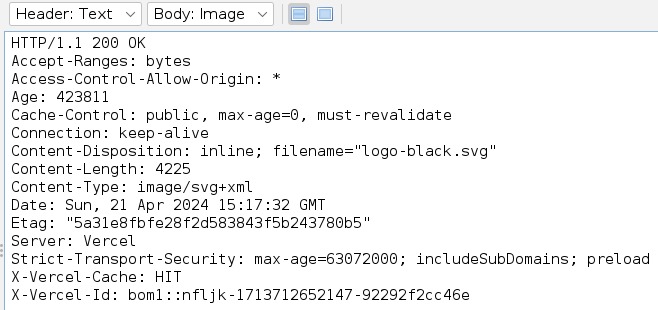 Header: Text Body: Image
HTTP/1.1 200 OK
Accept-Ranges: bytes
Access-Control-Allow-Origin: *
Age: 423811
Cache-Control: public, max-age=0, must-revalidate
Connection: keep-alive
Content-Disposition: inline; filename="logo-black.svg"
Content-Length: 4225
Content-Type: image/svg+xml
Date: Sun, 21 Apr 2024 15:17:32 GMT
Etag: "5a31e8fbfe28f2d583843f5b243780b5"
Server: Vercel
Strict-Transport-Security: max-age=63072000; includeSubDomains; preload
X-Vercel-Cache: HIT
X-Vercel-Id: bom1::nfljk-1713712652147-92292f2cc46e